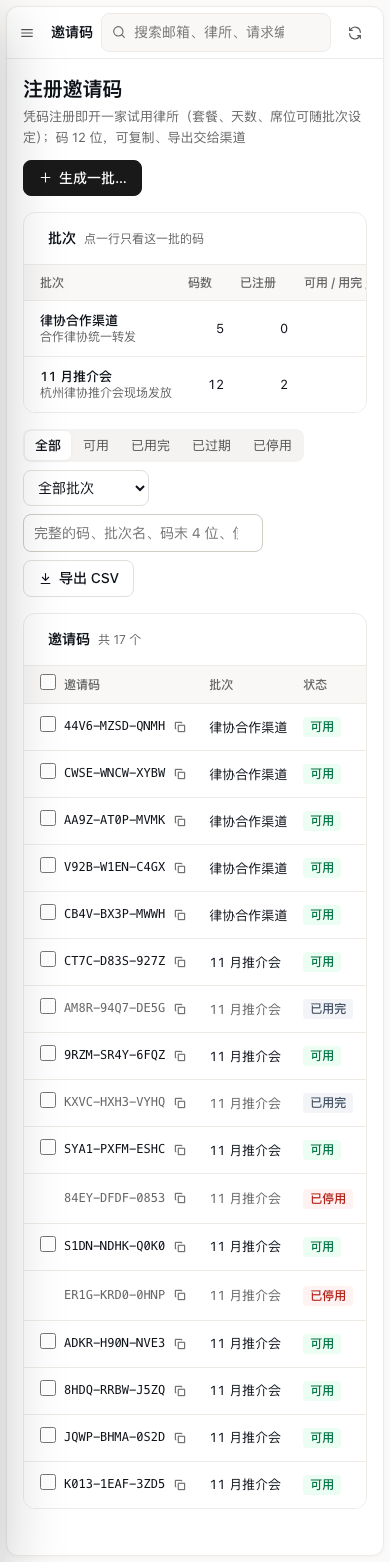 邀请码
搜索邮箱、律所、请求编
注册邀请码
凭码注册即开一家试用律所（套餐、天数、席位可随批次设
定）；码 12 位，可复制、导出交给渠道
生成一批…
批次 点一行只看这一批的码
批次 码数 已注册 可用 / 用完
律协合作渠道 5 0
合作律协统一转发
11 月推介会 12 2
杭州律协推介会现场发放
全部 可用 已用完 已过期 已停用
全部批次
完整的码、批次名、码末 4 位、
导出 CSV
邀请码 共 17 个
邀请码 批次 状态
44V6-MZSD-QNMH 律协合作渠道 可用
CWSE-WNCW-XYBW 律协合作渠道 可用
AA9Z-AT0P-MVMK 律协合作渠道 可用
V92B-W1EN-C4GX 律协合作渠道 可用
CB4V-BX3P-MWWH 律协合作渠道 可用
CT7C-D83S-927Z 11 月推介会 可用
AM8R-94Q7-DE5G 11 月推介会 已用完
9RZM-SR4Y-6FQZ 11 月推介会 可用
KXVC-HXH3-VYHQ 11 月推介会 已用完
SYA1-PXFM-ESHC 11 月推介会 可用
84EY-DFDF-0853 11 月推介会 已停用
S1DN-NDHK-Q0K0 11 月推介会 可用
ER1G-KRD0-0HNP 11 月推介会 已停用
ADKR-H90N-NVE3 11 月推介会 可用
8HDQ-RRBW-J5ZQ 11 月推介会 可用
JQWP-BHMA-0S2D 11 月推介会 可用
K013-1EAF-3ZD5 11 月推介会 可用